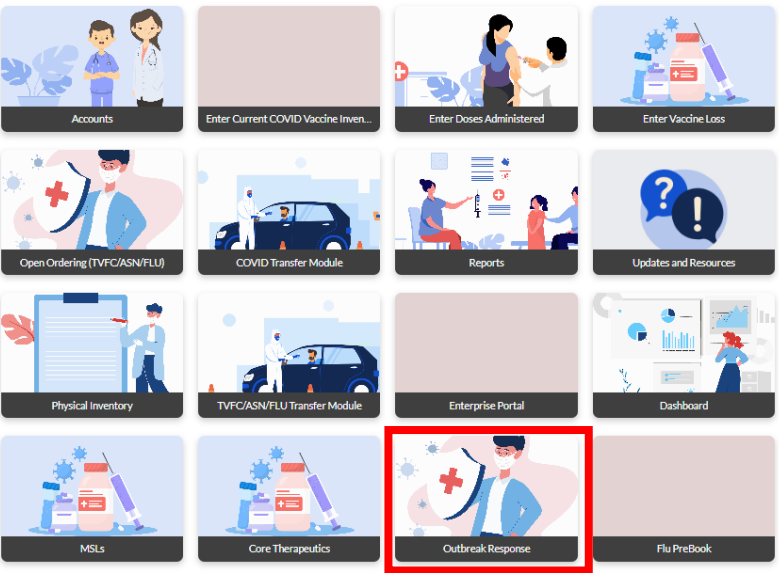 Accounts
Enter Current COVID Vaccine Inven...
Enter Doses Administered
Enter Vaccine Loss
Open Ordering (TVFC/ASN/FLU)
COVID Transfer Module
Reports
Updates and Resources
Physical Inventory
TVFC/ASN/FLU Transfer Module
Enterprise Portal
Dashboard
MSLs
Core Therapeutics
Outbreak Response
Flu PreBook